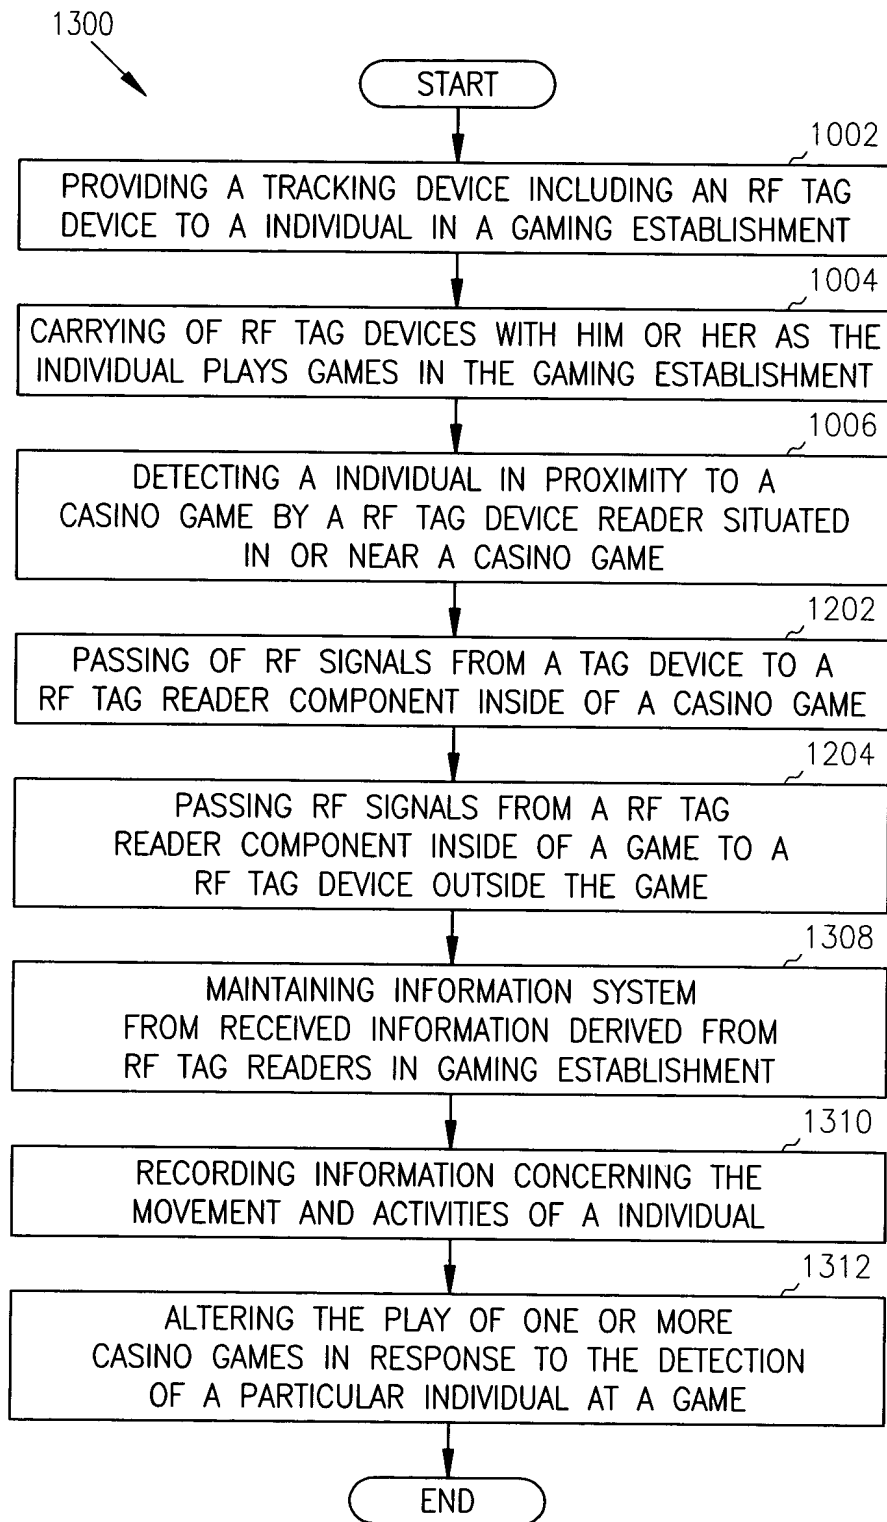 1300
START
1002
PROVIDING A TRACKING DEVICE INCLUDING AN RF TAG
DEVICE TO A INDIVIDUAL IN A GAMING ESTABLISHMENT
1004
CARRYING OF RF TAG DEVICES WITH HIM OR HER AS THE
INDIVIDUAL PLAYS GAMES IN THE GAMING ESTABLISHMENT
1006
DETECTING A INDIVIDUAL IN PROXIMITY TO A
CASINO GAME BY A RF TAG DEVICE READER SITUATED
IN OR NEAR A CASINO GAME
1202
PASSING OF RF SIGNALS FROM A TAG DEVICE TO A
RF TAG READER COMPONENT INSIDE OF A CASINO GAME
1204
PASSING RF SIGNALS FROM A RF TAG
READER COMPONENT INSIDE OF A GAME TO A
RF TAG DEVICE OUTSIDE THE GAME
1308
MAINTAINING INFORMATION SYSTEM
FROM RECEIVED INFORMATION DERIVED FROM
RF TAG READERS IN GAMING ESTABLISHMENT
1310
RECORDING INFORMATION CONCERNING THE
MOVEMENT AND ACTIVITIES OF A INDIVIDUAL
1312
ALTERING THE PLAY OF ONE OR MORE
CASINO GAMES IN RESPONSE TO THE DETECTION
OF A PARTICULAR INDIVIDUAL AT A GAME
END